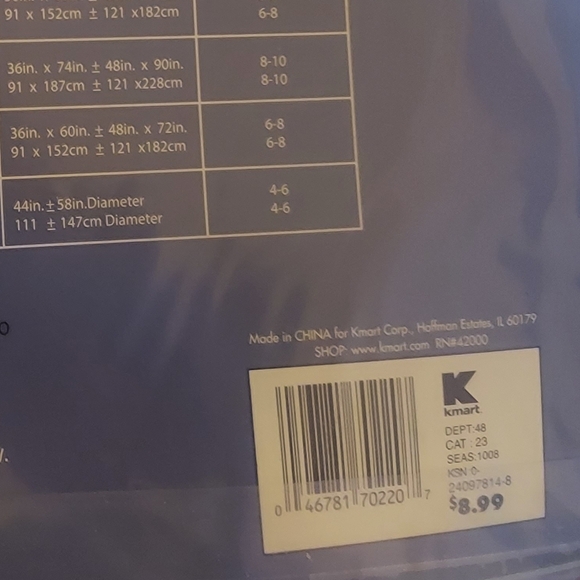 91 x 152cm ± 121 x182cm 6-8
36in. x 74in. ± 48in. x 90in. 8-10
91 x 187cm ± 121 x228cm 8-10
36in. x 60in. ± 48in. x 72in. 6-8
91 x 152cm ± 121 x182cm 6-8
44in.±58in.Diameter 4-6
111 ± 147cm Diameter 4-6
Made in CHINA for Kmart Corp., Hoffman Estates, IL 60179
SHOP: www.kmart.com RN#42000
K
kmart
DEPT:48
CAT : 23
SEAS:1008
KSN:0-
24097814-8
$8.99
0 46781 70220 7